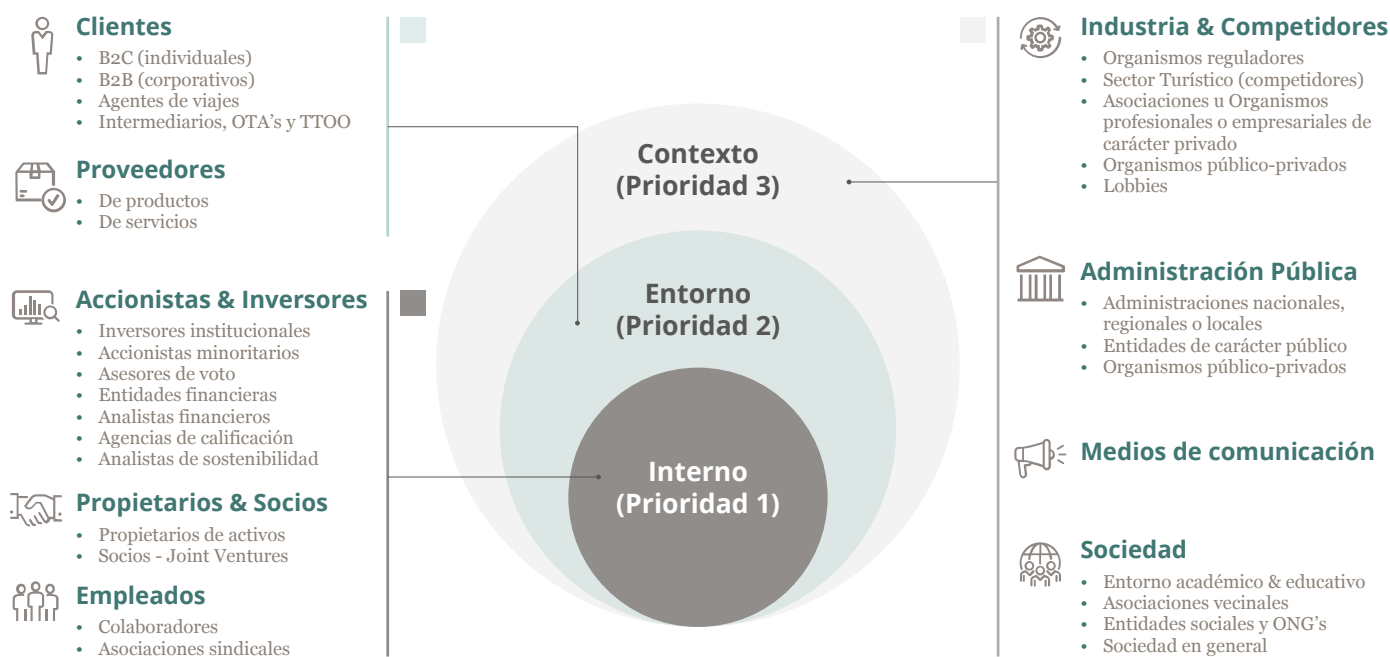 Clientes
• B2C (individuales)
• B2B (corporativos)
• Agentes de viajes
• Intermediarios, OTA’s y TTOO
Proveedores
• De productos
• De servicios
Accionistas & Inversores
• Inversores institucionales
• Accionistas minoritarios
• Asesores de voto
• Entidades financieras
• Analistas financieros
• Agencias de calificación
• Analistas de sostenibilidad
Propietarios & Socios
• Propietarios de activos
• Socios - Joint Ventures
Empleados
• Colaboradores
• Asociaciones sindicales
Contexto
(Prioridad 3)
Entorno
(Prioridad 2)
Interno
(Prioridad 1)
Industria & Competidores
• Organismos reguladores
• Sector Turístico (competidores)
• Asociaciones u Organismos
profesionales o empresariales de
carácter privado
• Organismos público-privados
• Lobbies
Administración Pública
• Administraciones nacionales,
regionales o locales
• Entidades de carácter público
• Organismos público-privados
Medios de comunicación
Sociedad
• Entorno académico & educativo
• Asociaciones vecinales
• Entidades sociales y ONG’s
• Sociedad en general